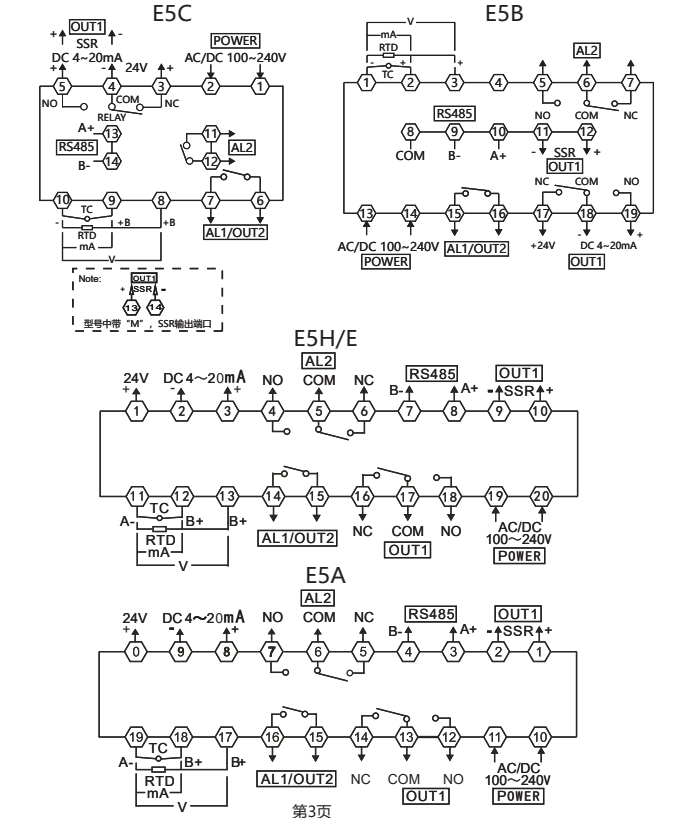 E5C
OUT1
+ -
SSR
DC 4~20mA
+ - 24V +
POWER
AC/DC 100~240V
5 4 3 2 1
NO COM NC
RELAY
A+ 13
RS485
B- 14
11
12 AL2
10 9 8 7 6
TC
- +B +B
RTD
mA
V
AL1/OUT2
Note: OUT1
+ SSR -
13 14
型号中带“M”，SSR输出端口
E5B
V
mA
RTD
- + +
TC
AL2
1 2 3 4 5 6 7
NO COM NC
RS485
8 9 10 11 12
COM B- A+ - SSR +
OUT1
NC COM NO
13 14 15 16 17 18 19
AC/DC 100~240V
POWER
AL1/OUT2
+24V
- +
DC 4~20mA
OUT1
E5H/E
AL2
24V DC 4～20mA NO COM NC
+ - +
RS485
B- A+
OUT1
-SSR+
1 2 3 4 5 6 7 8 9 10
11 12 13 14 15 16 17 18 19 20
TC
A- B+ B+
RTD
mA
V
AL1/OUT2
NC COM NO
OUT1
AC/DC
100～240V
POWER
E5A
AL2
24V DC 4～20mA NO COM NC
+ - +
RS485
B- A+
OUT1
-SSR+
0 9 8 7 6 5 4 3 2 1
19 18 17 16 15 14 13 12 11 10
TC
A- B+ B+
RTD
mA
V
AL1/OUT2
NC COM NO
OUT1
AC/DC
100～240V
POWER
第3页